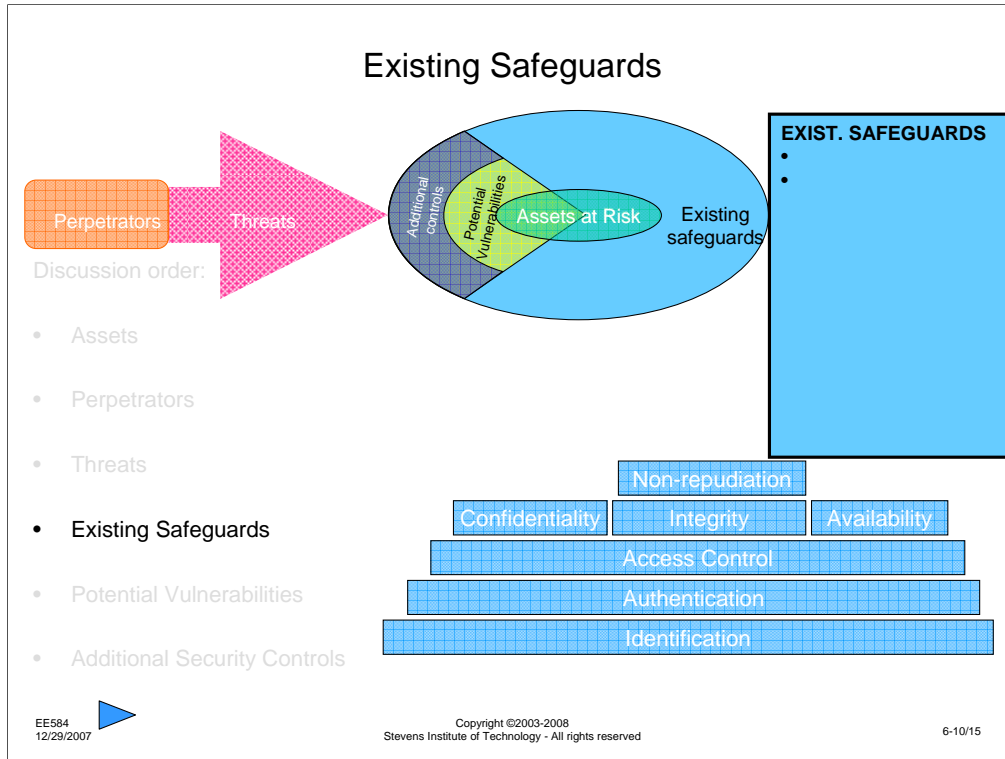 Existing Safeguards
Perpetrators
Threats
Additional
controls
Potential
Vulnerabilities
Assets at Risk
Existing
safeguards
EXIST. SAFEGUARDS
•
•
Discussion order:
• Assets
• Perpetrators
• Threats
• Existing Safeguards
• Potential Vulnerabilities
• Additional Security Controls
Non-repudiation
Confidentiality
Integrity
Availability
Access Control
Authentication
Identification
EE584
12/29/2007
Copyright ©2003-2008
Stevens Institute of Technology - All rights reserved
6-10/15